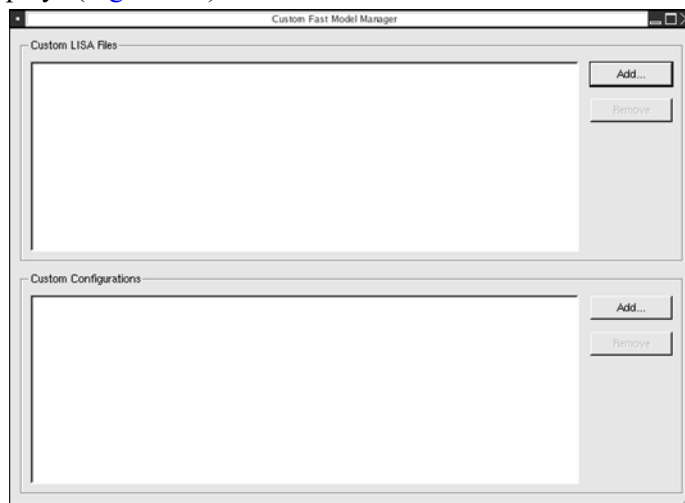 Custom Fast Model Manager
Custom LISA Files
Add...
Remove
Custom Configurations
Add...
Remove